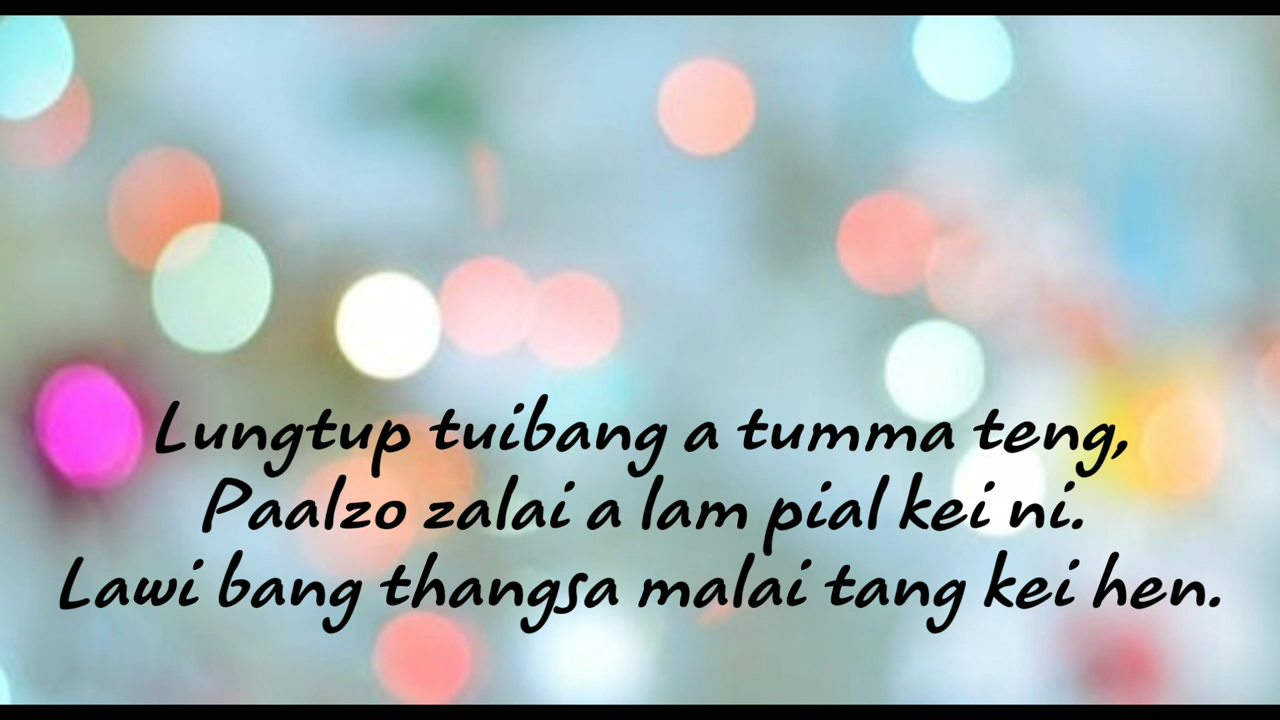 Lungtup tuibang a tumma teng,
Paalzo zalai a lam pial kei ni.
Lawi bang thangsa malai tang kei hen.